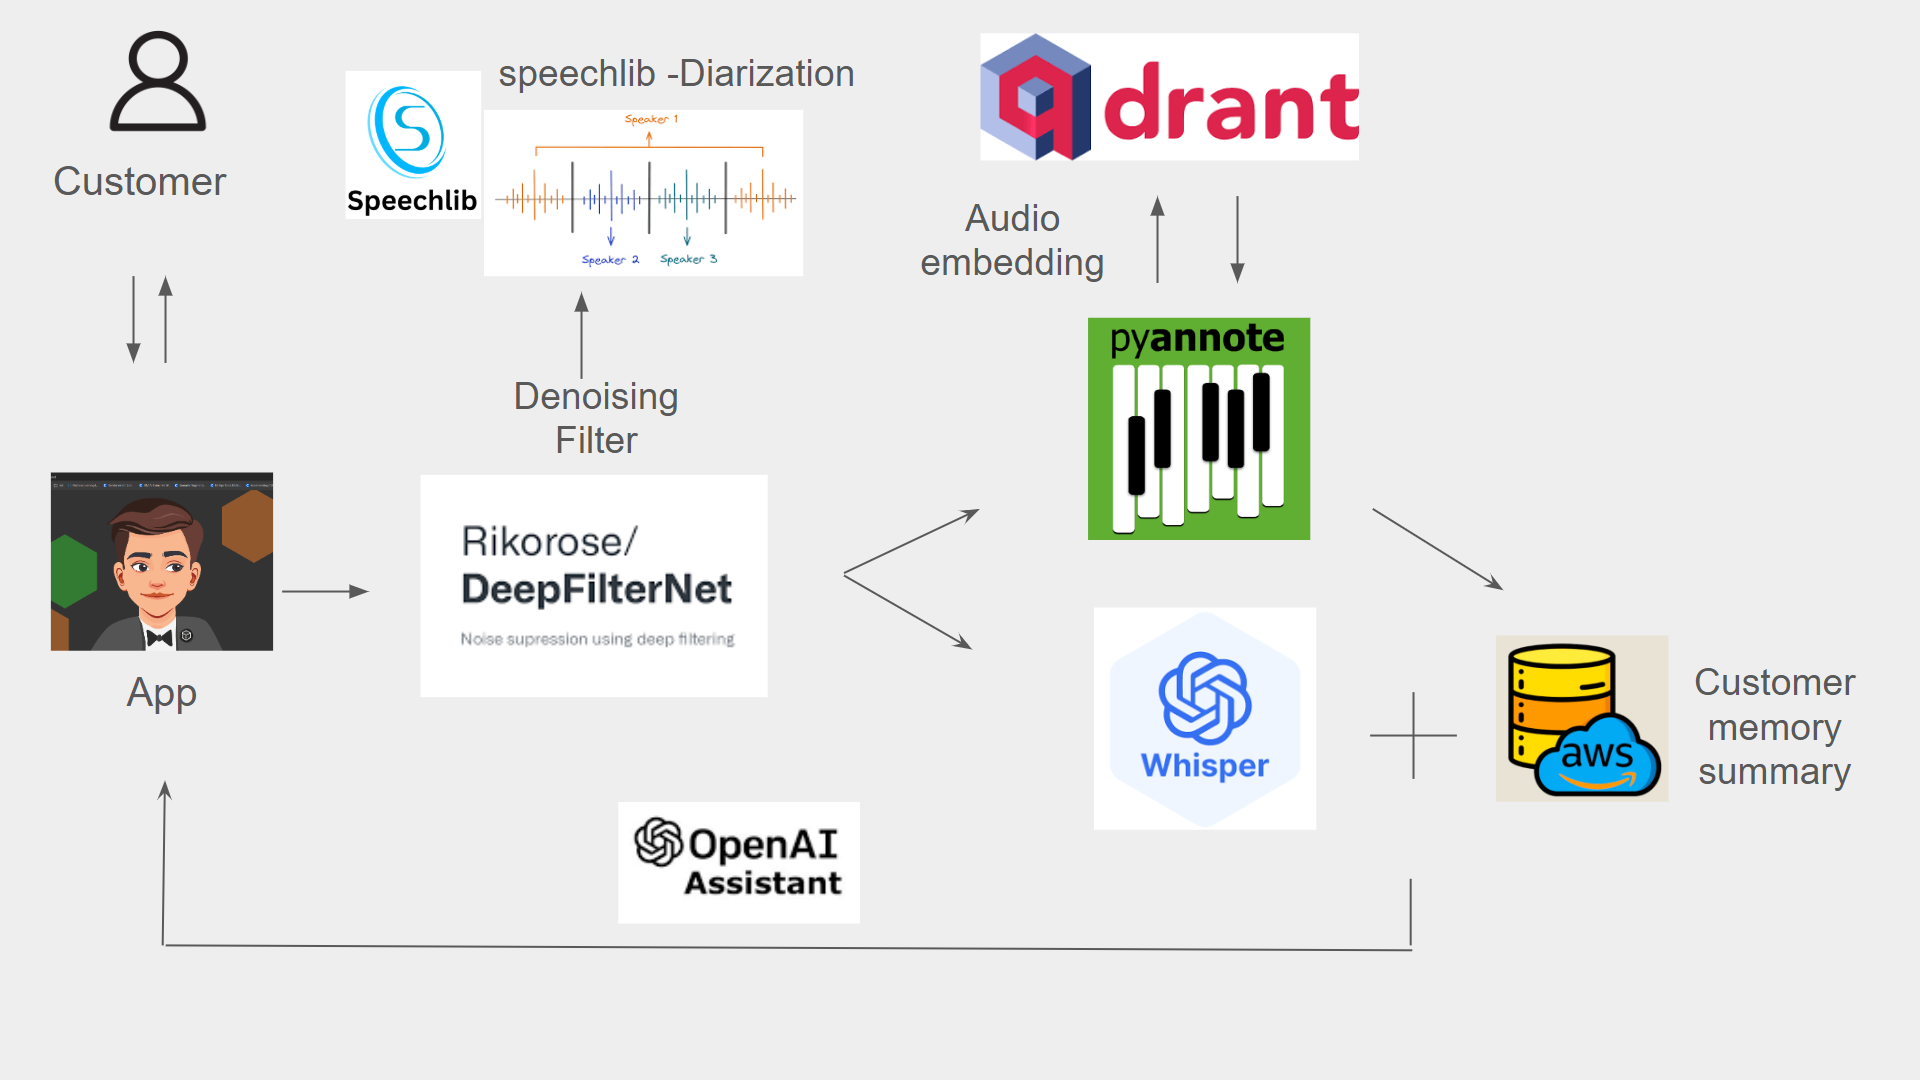 Customer
Speechlib
speechlib -Diarization
Speaker 1
Speaker 2
Speaker 3
drant
Audio
embedding
pyannote
Denoising
Filter
App
Rikorose/
DeepFilterNet
Noise supression using deep filtering
Whisper
aws
Customer
memory
summary
OpenAI
Assistant